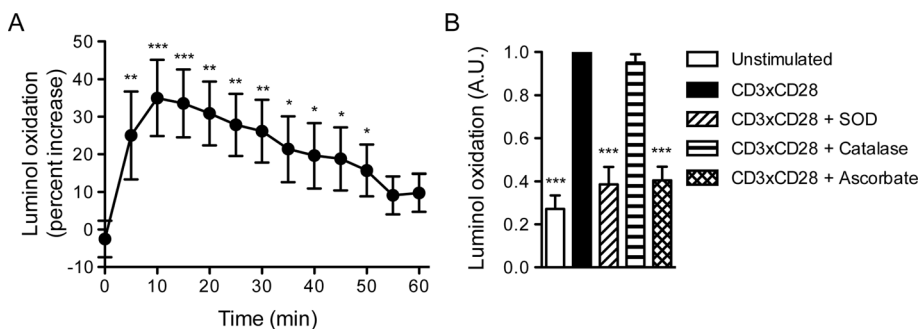 A
Luminol oxidation
(percent increase)
50
40
30
20
10
0
-10
** *** *** ** ** ** * * * *
0 10 20 30 40 50 60
Time (min)
B
Luminol oxidation (A.U.)
1.0
0.8
0.6
0.4
0.2
0.0
*** *** ***
Unstimulated
CD3xCD28
CD3xCD28 + SOD
CD3xCD28 + Catalase
CD3xCD28 + Ascorbate